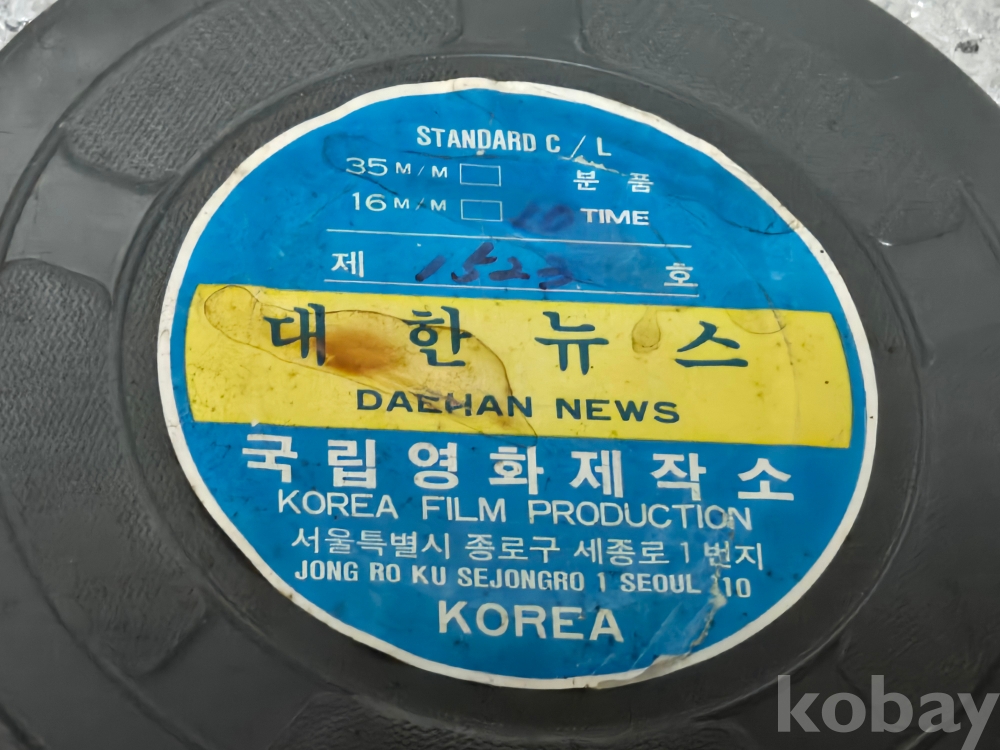 STANDARD C / L
35 M/M 분 품
16 M/M 10 TIME
제 1523 호
대한뉴스
DAEHAN NEWS
국립영화제작소
KOREA FILM PRODUCTION
서울특별시 종로구 세종로 1 번지
JONG RO KU SEJONGRO 1 SEOUL 110
KOREA
kobay